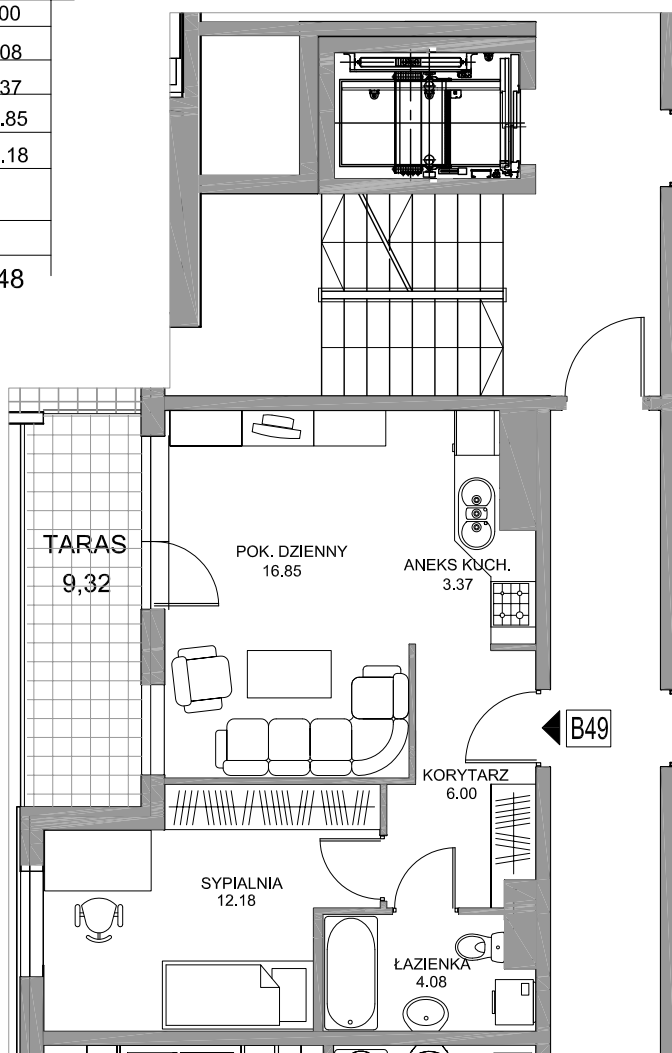 00
08
37
.85
.18
48
TARAS
9,32
POK. DZIENNY
16.85
ANEKS KUCH.
3.37
B49
KORYTARZ
6.00
SYPIALNIA
12.18
ŁAZIENKA
4.08